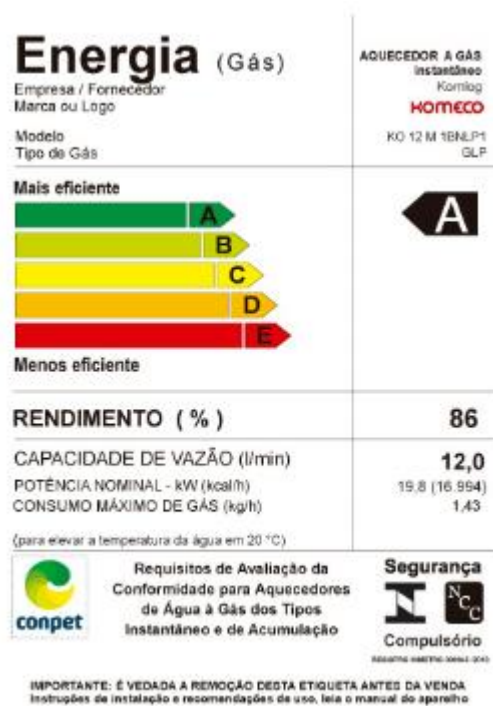 Energia (Gás)
Empresa / Fornecedor
Marca ou Logo
Modelo
Tipo de Gás
AQUECEDOR A GÁS
instantâneo
Komlog
KOMECO
KO 12 M 1BNLP1
GLP
Mais eficiente
A
B
C
D
E
Menos eficiente
A
RENDIMENTO ( % ) 86
CAPACIDADE DE VAZÃO (l/min) 12,0
POTÊNCIA NOMINAL - kW (kcal/h) 19,8 (16.994)
CONSUMO MÁXIMO DE GÁS (kg/h) 1,43
(para elevar a temperatura da água em 20 °C)
conpet
Requisitos de Avaliação da
Conformidade para Aquecedores
de Água à Gás dos Tipos
Instantâneo e de Acumulação
Segurança
NCC
Compulsório
IMPORTANTE: É VEDADA A REMOÇÃO DESTA ETIQUETA ANTES DA VENDA
Instruções de instalação e recomendações de uso, leia o manual do aparelho